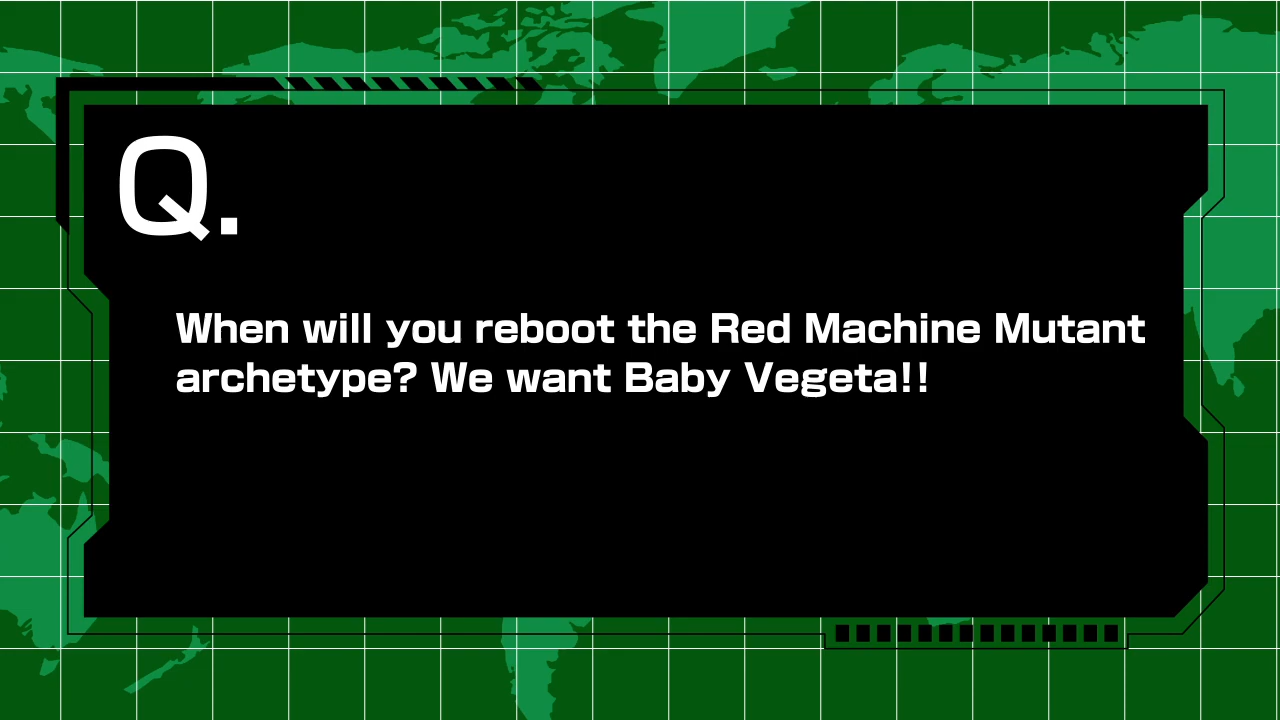 Q.
When will you reboot the Red Machine Mutant
archetype? We want Baby Vegeta!!